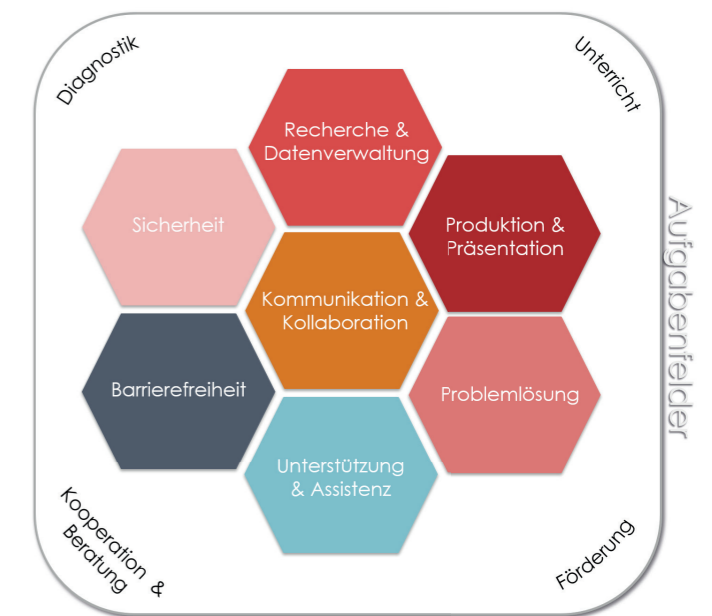 Diagnostik
Unterricht
Recherche &
Datenverwaltung
Sicherheit
Produktion &
Präsentation
Kommunikation &
Kollaboration
Barrierefreiheit
Problemlösung
Unterstützung
& Assistenz
Kooperation &
Beratung
Förderung
Aufgabenfelder